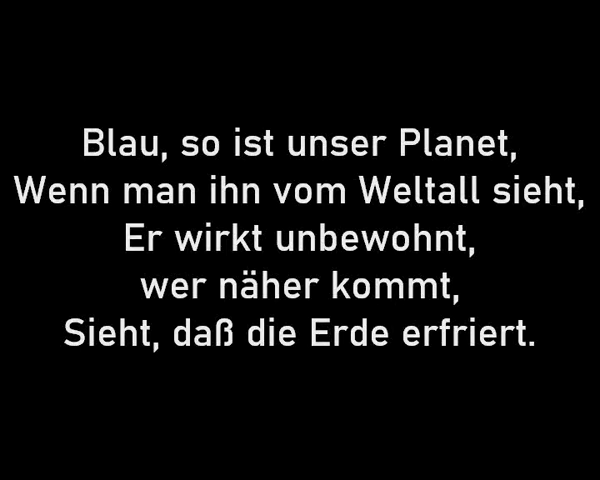 Blau, so ist unser Planet,
Wenn man ihn vom Weltall sieht,
Er wirkt unbewohnt,
wer näher kommt,
Sieht, daß die Erde erfriert.